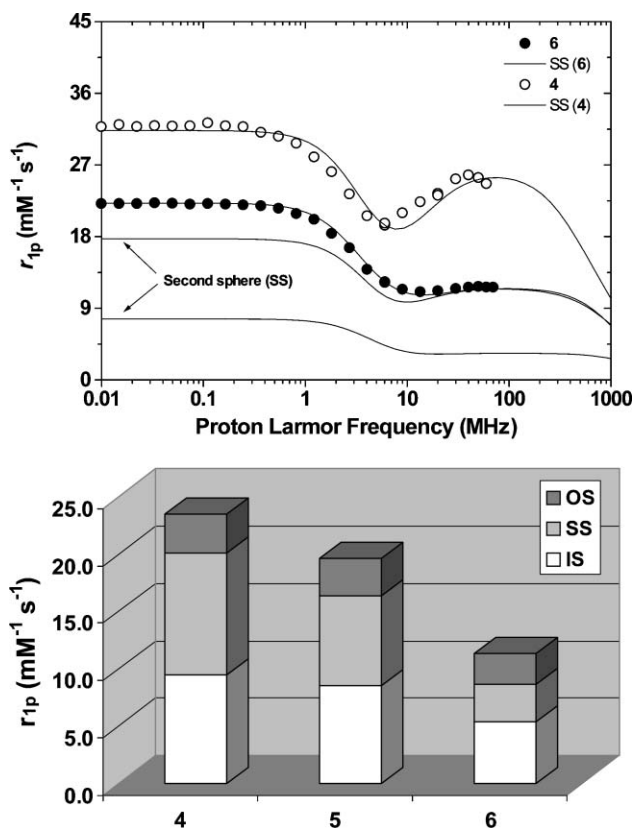 45
36
27
18
9
0
r1p (mM⁻¹ s⁻¹)
6
SS (6)
4
SS (4)
Second sphere (SS)
0.01 0.1 1 10 100 1000
Proton Larmor Frequency (MHz)
25.0
20.0
15.0
10.0
5.0
0.0
r1p (mM⁻¹ s⁻¹)
OS
SS
IS
4 5 6